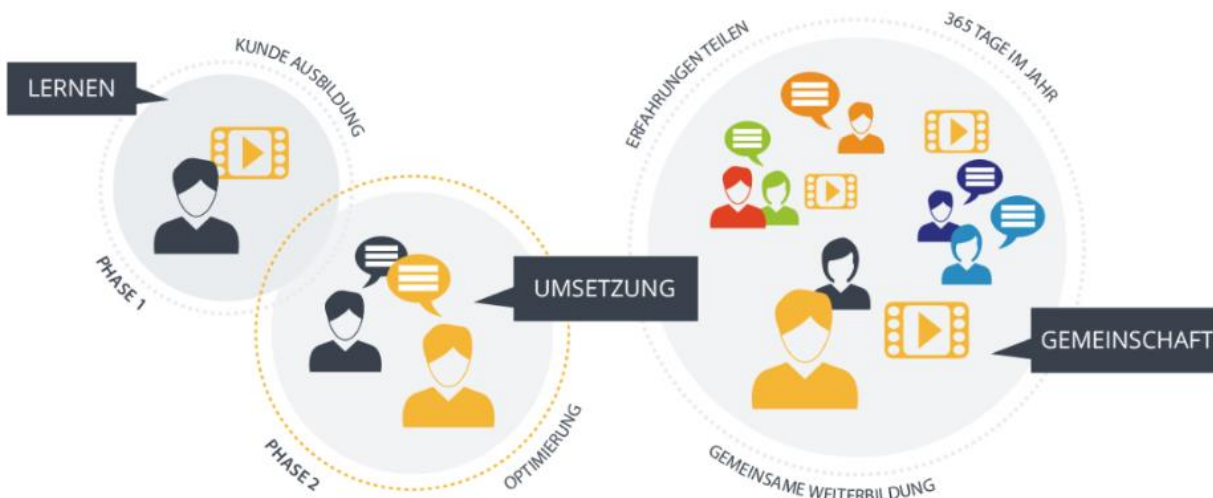 LERNEN
KUNDE AUSBILDUNG
PHASE 1
UMSETZUNG
PHASE 2
OPTIMIERUNG
ERFAHRUNGEN TEILEN
365 TAGE IM JAHR
GEMEINSCHAFT
GEMEINSAME WEITERBILDUNG